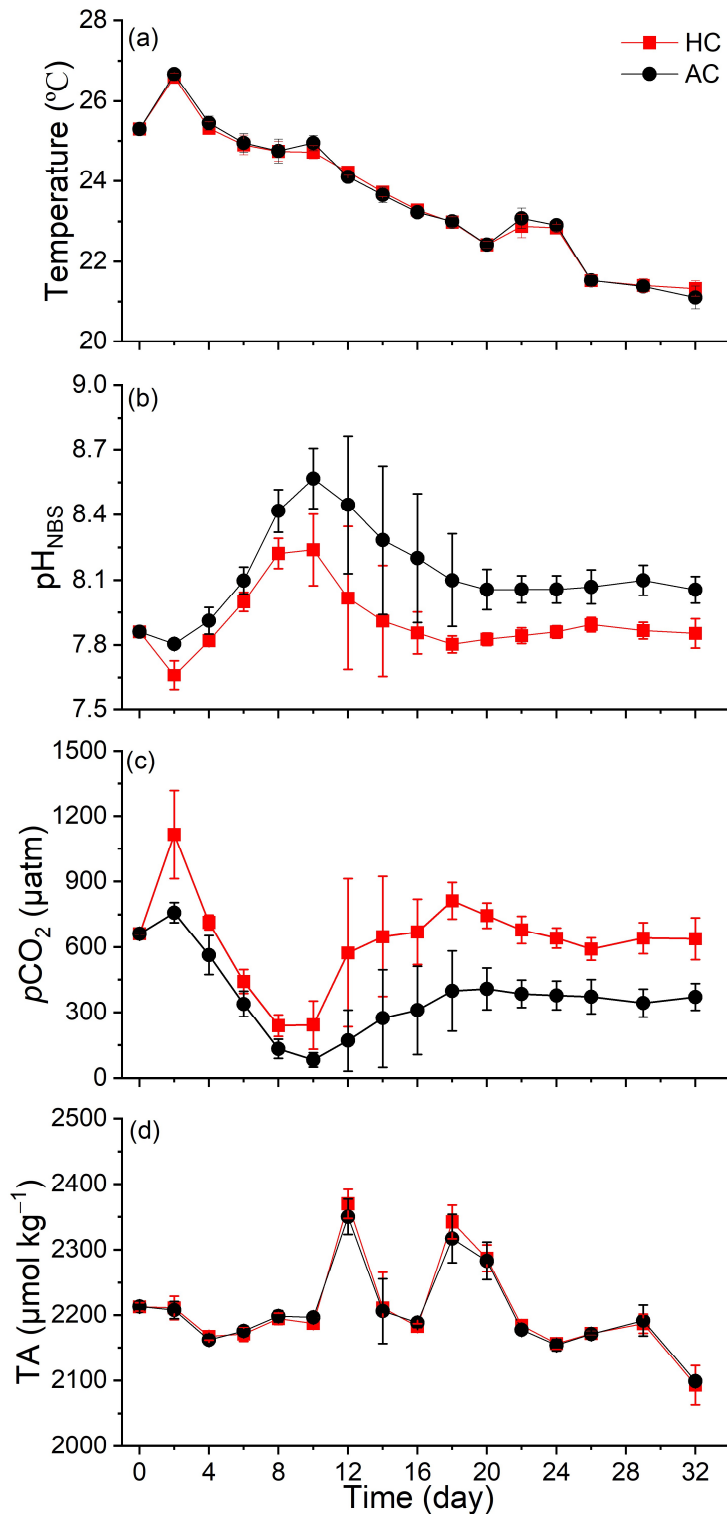 (a)
HC
AC
Temperature (ºC)
28
26
24
22
20
(b)
pH_NBS
9.0
8.7
8.4
8.1
7.8
7.5
(c)
pCO₂ (µatm)
1500
1200
900
600
300
0
(d)
TA (µmol kg⁻¹)
2500
2400
2300
2200
2100
2000
0 4 8 12 16 20 24 28 32
Time (day)